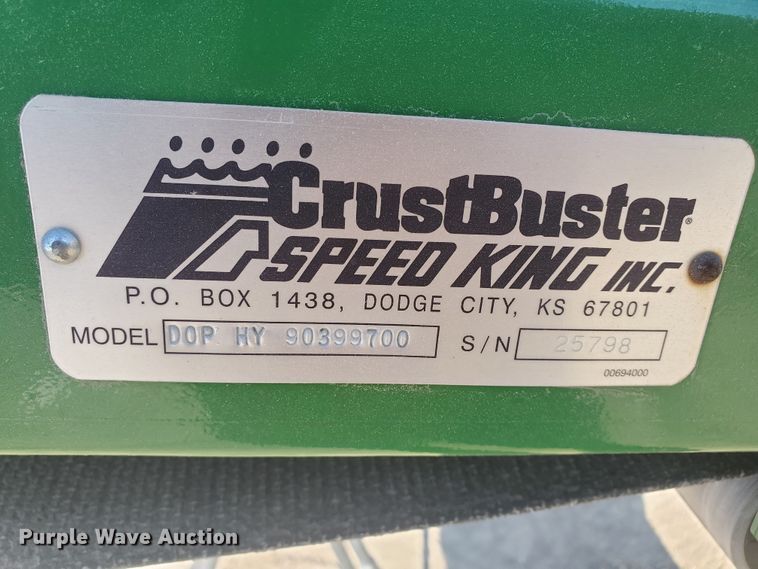 CrustBuster®
SPEED KING INC.
P.O. BOX 1438, DODGE CITY, KS 67801
MODEL DOP HY 90399700 S/N 25798
00694000
Purple Wave Auction